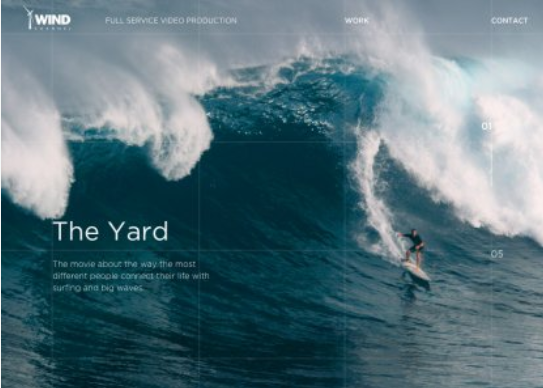 WIND
CHANNEL
FULL SERVICE VIDEO PRODUCTION
WORK
CONTACT
01
The Yard
The movie about the way the most
different people connect their life with
surfing and big waves.
05